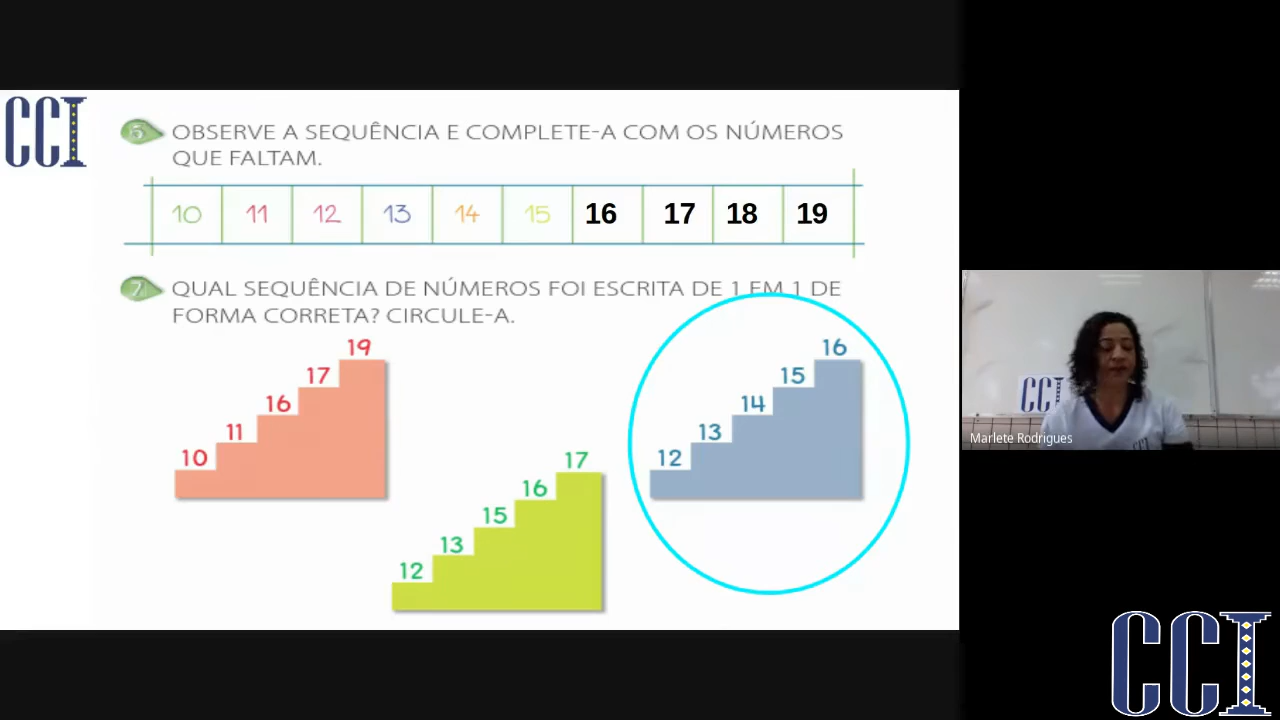 CCI
6 OBSERVE A SEQUÊNCIA E COMPLETE-A COM OS NÚMEROS
QUE FALTAM.
10 11 12 13 14 15 16 17 18 19
7 QUAL SEQUÊNCIA DE NÚMEROS FOI ESCRITA DE 1 EM 1 DE
FORMA CORRETA? CIRCULE-A.
10 11 16 17 19
12 13 15 16 17
12 13 14 15 16
CCI
Marlete Rodrigues
CCI